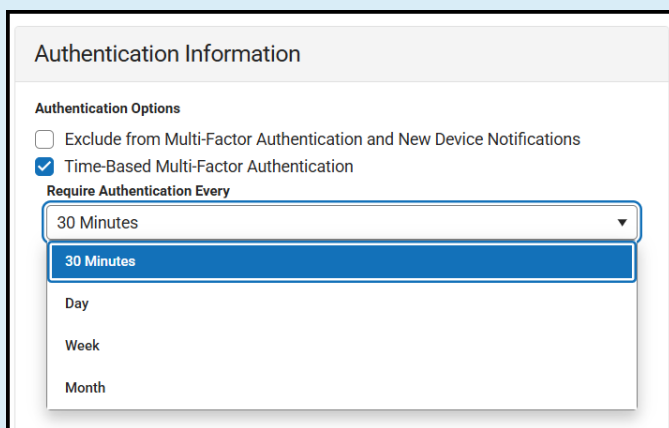 Authentication Information
Authentication Options
Exclude from Multi-Factor Authentication and New Device Notifications
Time-Based Multi-Factor Authentication
Require Authentication Every
30 Minutes
30 Minutes
Day
Week
Month